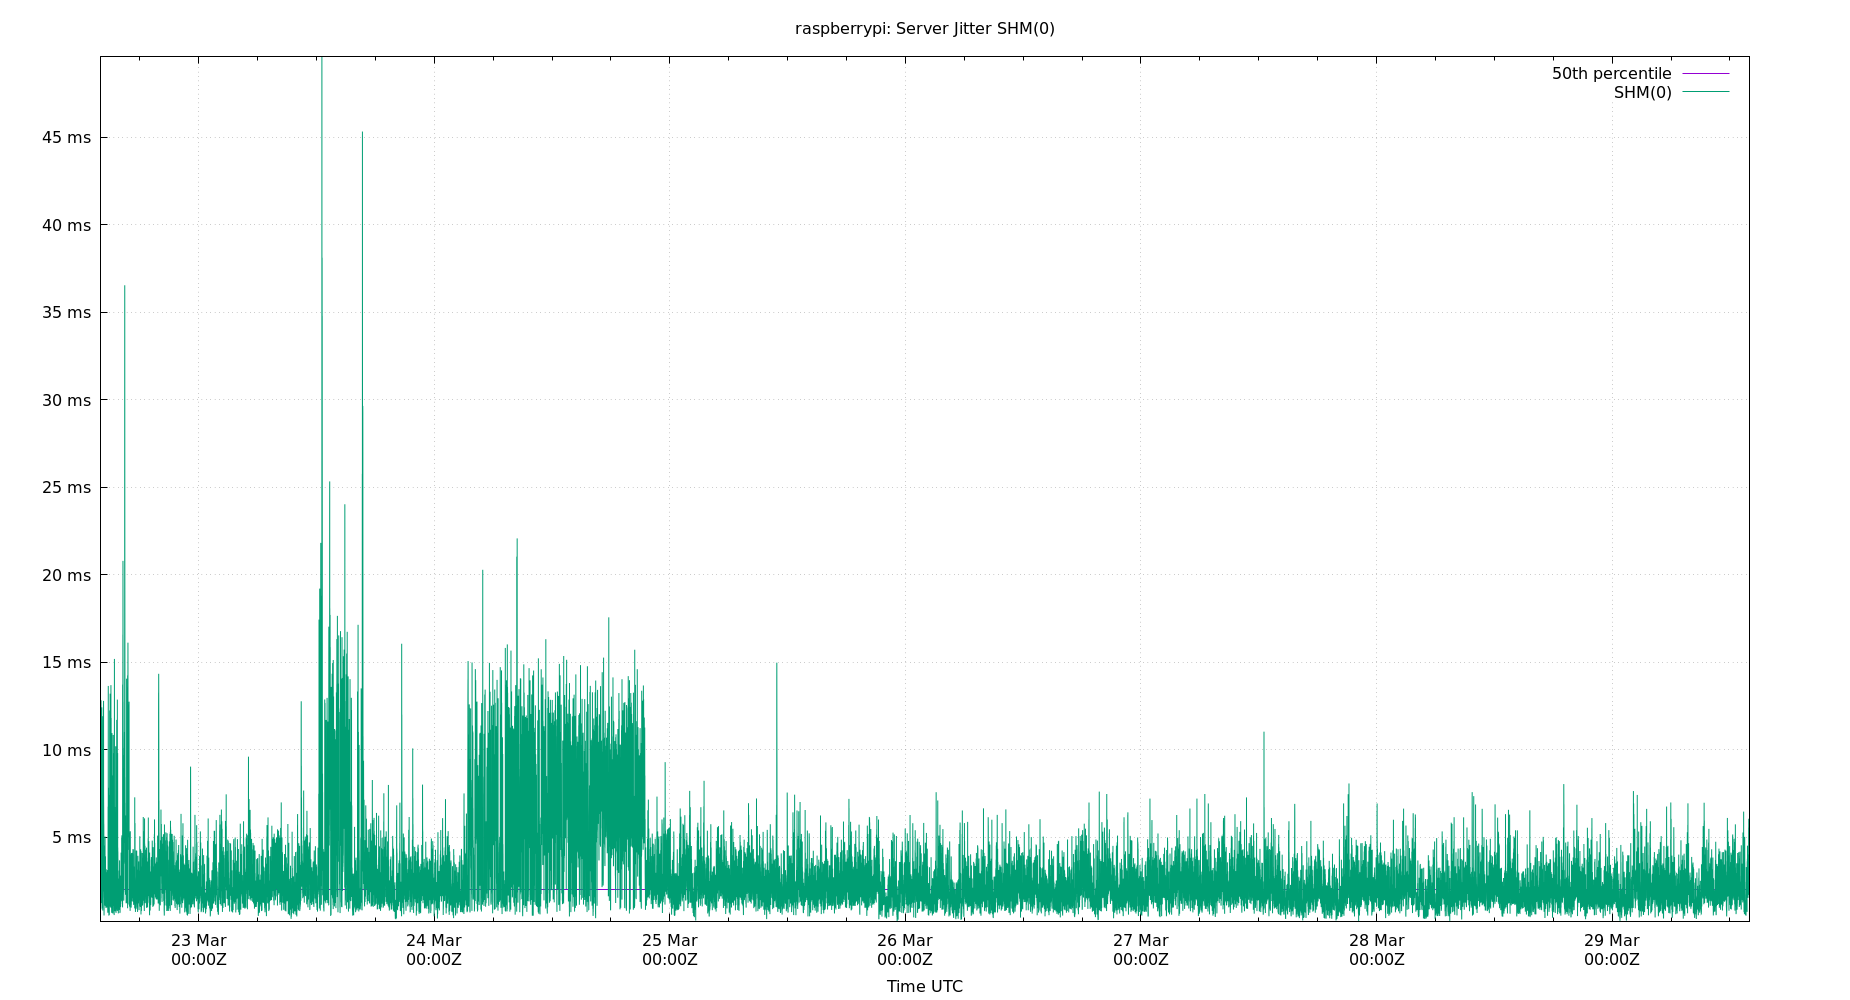 raspberrypi: Server Jitter SHM(0)
50th percentile
SHM(0)
45 ms
40 ms
35 ms
30 ms
25 ms
20 ms
15 ms
10 ms
5 ms
23 Mar 24 Mar 25 Mar 26 Mar 27 Mar 28 Mar 29 Mar
00:00Z 00:00Z 00:00Z 00:00Z 00:00Z 00:00Z 00:00Z
Time UTC